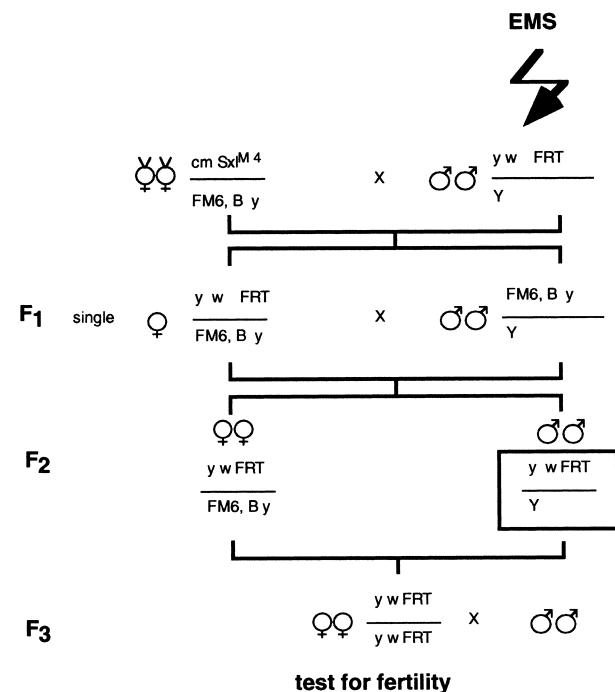 EMS
cm Sxl^M 4
FM6, B y
x
y w FRT
Y
F1
single
y w FRT
FM6, B y
x
FM6, B y
Y
F2
y w FRT
FM6, B y
y w FRT
Y
F3
y w FRT
y w FRT
x
test for fertility